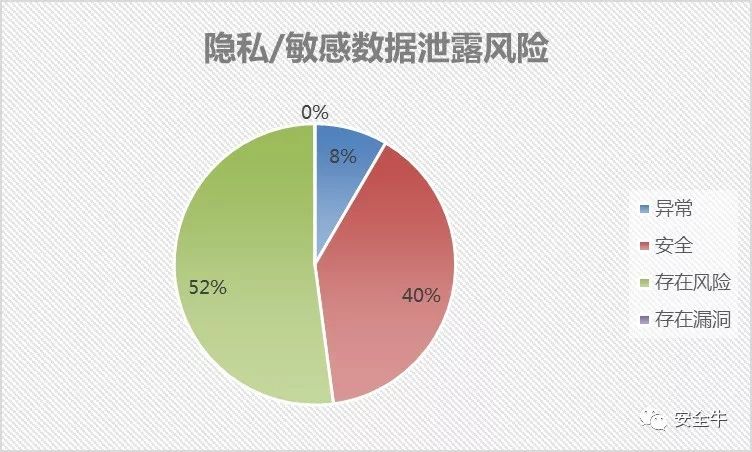 隐私/敏感数据泄露风险
0%
8%
52%
40%
异常
安全
存在风险
存在漏洞
安全牛